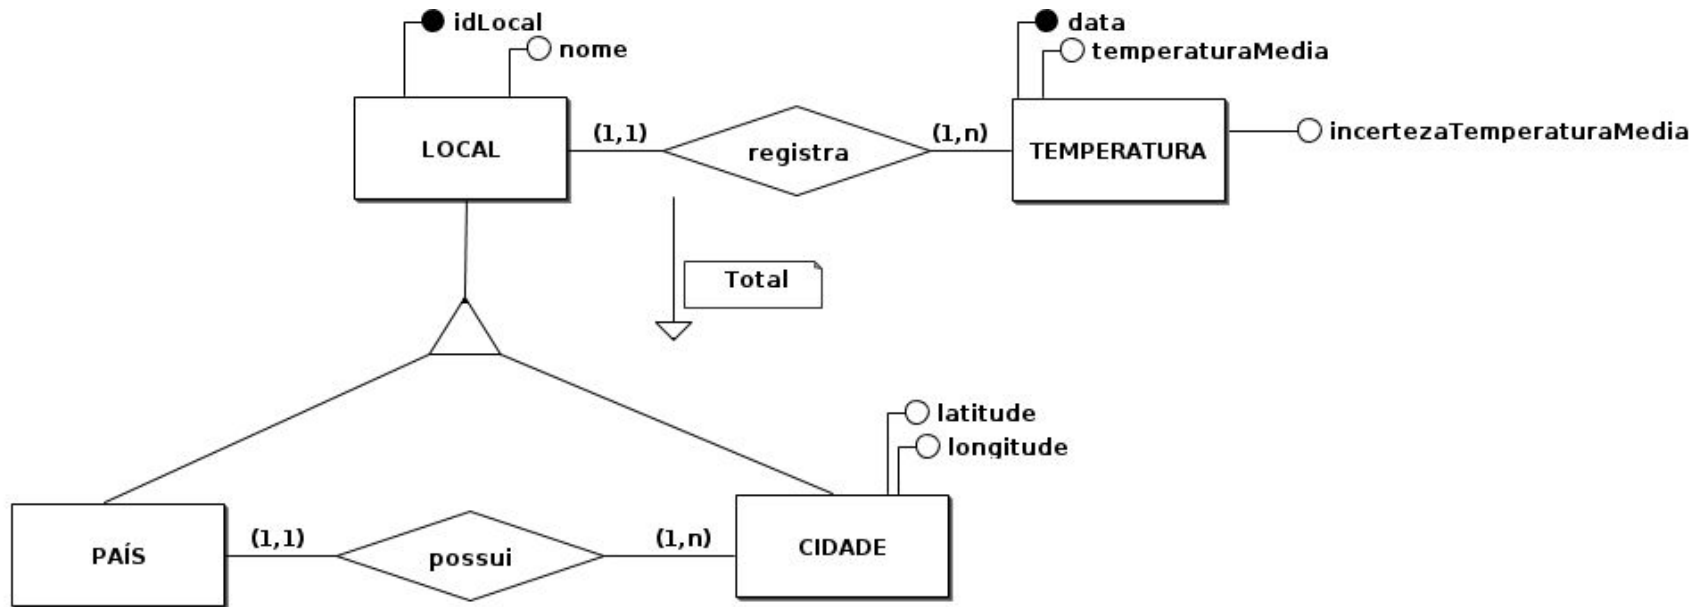 idLocal
nome
data
temperaturaMedia
LOCAL
(1,1)
registra
(1,n)
TEMPERATURA
incertezaTemperaturaMedia
Total
latitude
longitude
PAÍS
(1,1)
possui
(1,n)
CIDADE